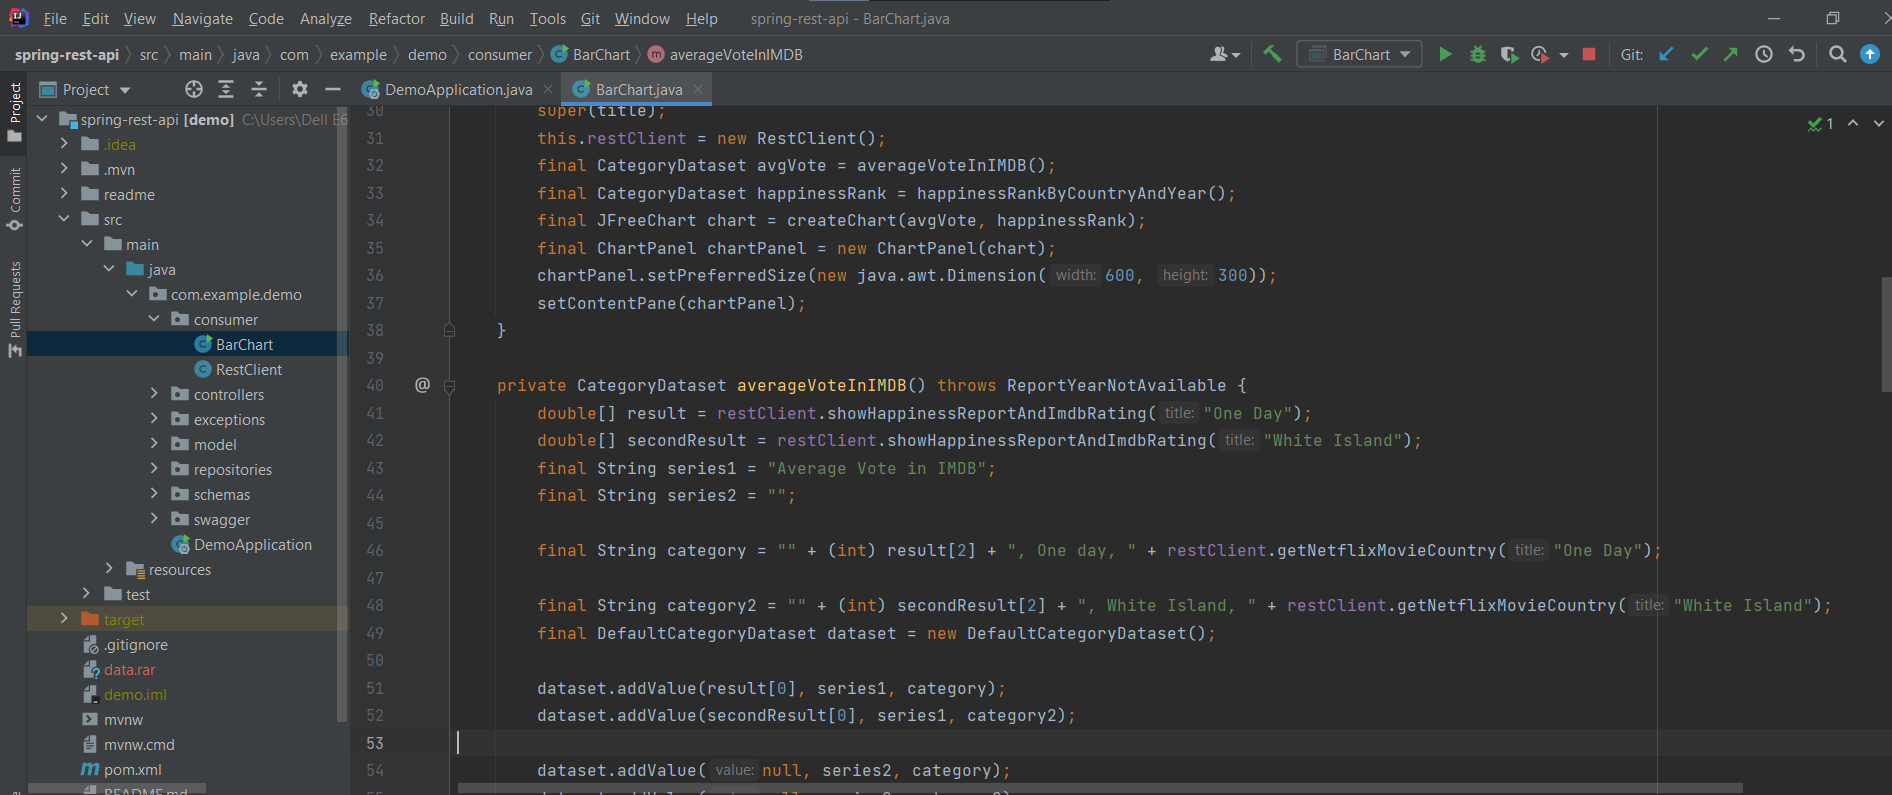 File Edit View Navigate Code Analyze Refactor Build Run Tools Git Window Help spring-rest-api - BarChart.java
spring-rest-api src main java com example demo consumer BarChart averageVoteInIMDB BarChart Git:
Project DemoApplication.java BarChart.java
Project
Commit
Pull Requests
spring-rest-api [demo] C:\Users\Dell E6
.idea
.mvn
readme
src
main
java
com.example.demo
consumer
BarChart
RestClient
controllers
exceptions
model
repositories
schemas
swagger
DemoApplication
resources
test
target
.gitignore
data.rar
demo.iml
mvnw
mvnw.cmd
pom.xml
README.md
1
30 super(title);
31 this.restClient = new RestClient();
32 final CategoryDataset avgVote = averageVoteInIMDB();
33 final CategoryDataset happinessRank = happinessRankByCountryAndYear();
34 final JFreeChart chart = createChart(avgVote, happinessRank);
35 final ChartPanel chartPanel = new ChartPanel(chart);
36 chartPanel.setPreferredSize(new java.awt.Dimension( width: 600, height: 300));
37 setContentPane(chartPanel);
38 }
39
40 @ private CategoryDataset averageVoteInIMDB() throws ReportYearNotAvailable {
41 double[] result = restClient.showHappinessReportAndImdbRating( title: "One Day");
42 double[] secondResult = restClient.showHappinessReportAndImdbRating( title: "White Island");
43 final String series1 = "Average Vote in IMDB";
44 final String series2 = "";
45
46 final String category = "" + (int) result[2] + ", One day, " + restClient.getNetflixMovieCountry( title: "One Day");
47
48 final String category2 = "" + (int) secondResult[2] + ", White Island, " + restClient.getNetflixMovieCountry( title: "White Island");
49 final DefaultCategoryDataset dataset = new DefaultCategoryDataset();
50
51 dataset.addValue(result[0], series1, category);
52 dataset.addValue(secondResult[0], series1, category2);
53
54 dataset.addValue( value: null, series2, category);